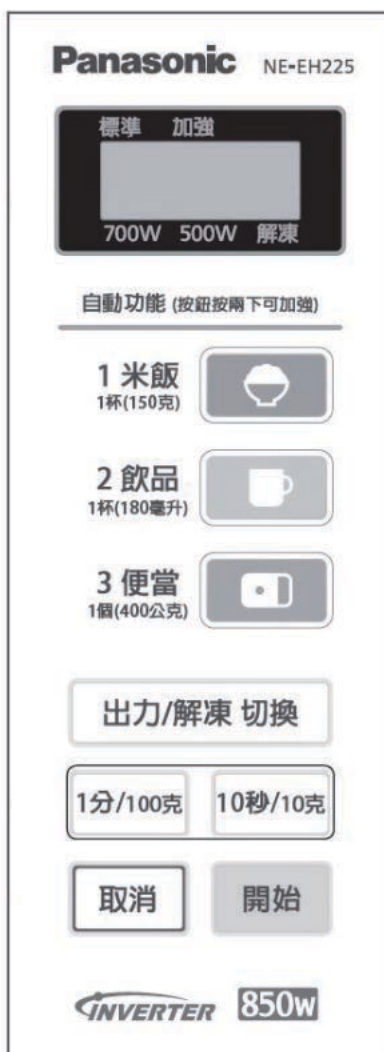 Panasonic NE-EH225
標準 加強
700W 500W 解凍
自動功能 (按鈕按兩下可加強)
1 米飯
1杯(150克)
2 飲品
1杯(180毫升)
3 便當
1個(400公克)
出力/解凍 切換
1分/100克 10秒/10克
取消 開始
INVERTER 850W